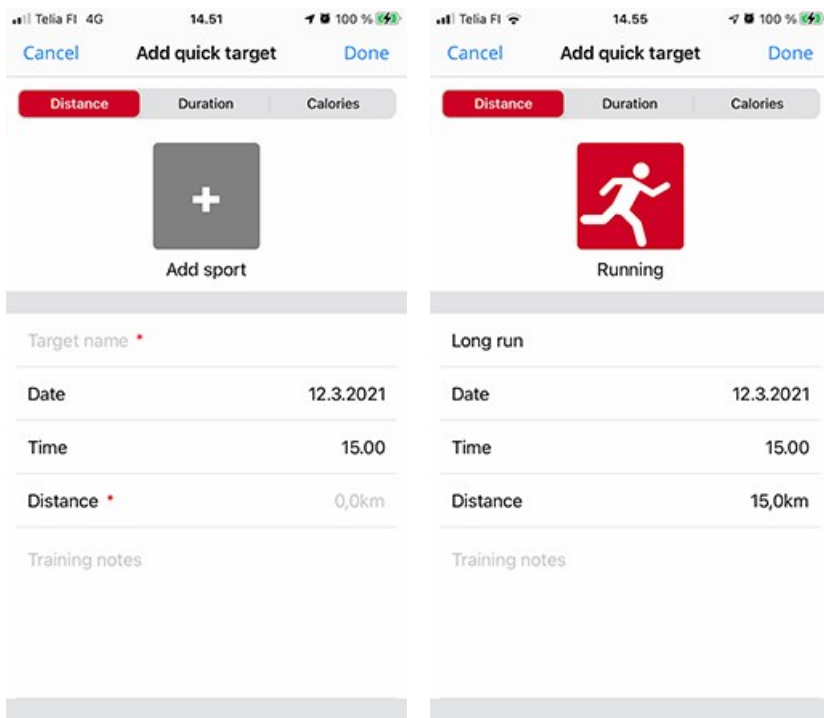 Telia FI 4G 14.51 100 %
Cancel Add quick target Done
Distance Duration Calories
+
Add sport
Target name *
Date 12.3.2021
Time 15.00
Distance * 0,0km
Training notes
Telia FI 14.55 100 %
Cancel Add quick target Done
Distance Duration Calories
Running
Long run
Date 12.3.2021
Time 15.00
Distance 15,0km
Training notes